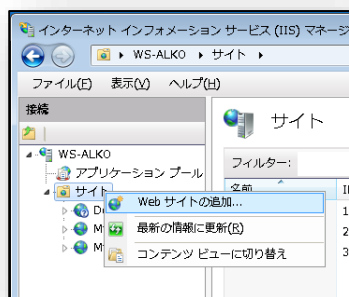 インターネット インフォメーション サービス (IIS) マネージ
WS-ALKO ▸ サイト ▸
ファイル(F) 表示(V) ヘルプ(H)
接続
サイト
WS-ALKO
アプリケーション プール
フィルター:
サイト
名前
Web サイトの追加...
最新の情報に更新(R)
コンテンツ ビューに切り替え
1
2
3